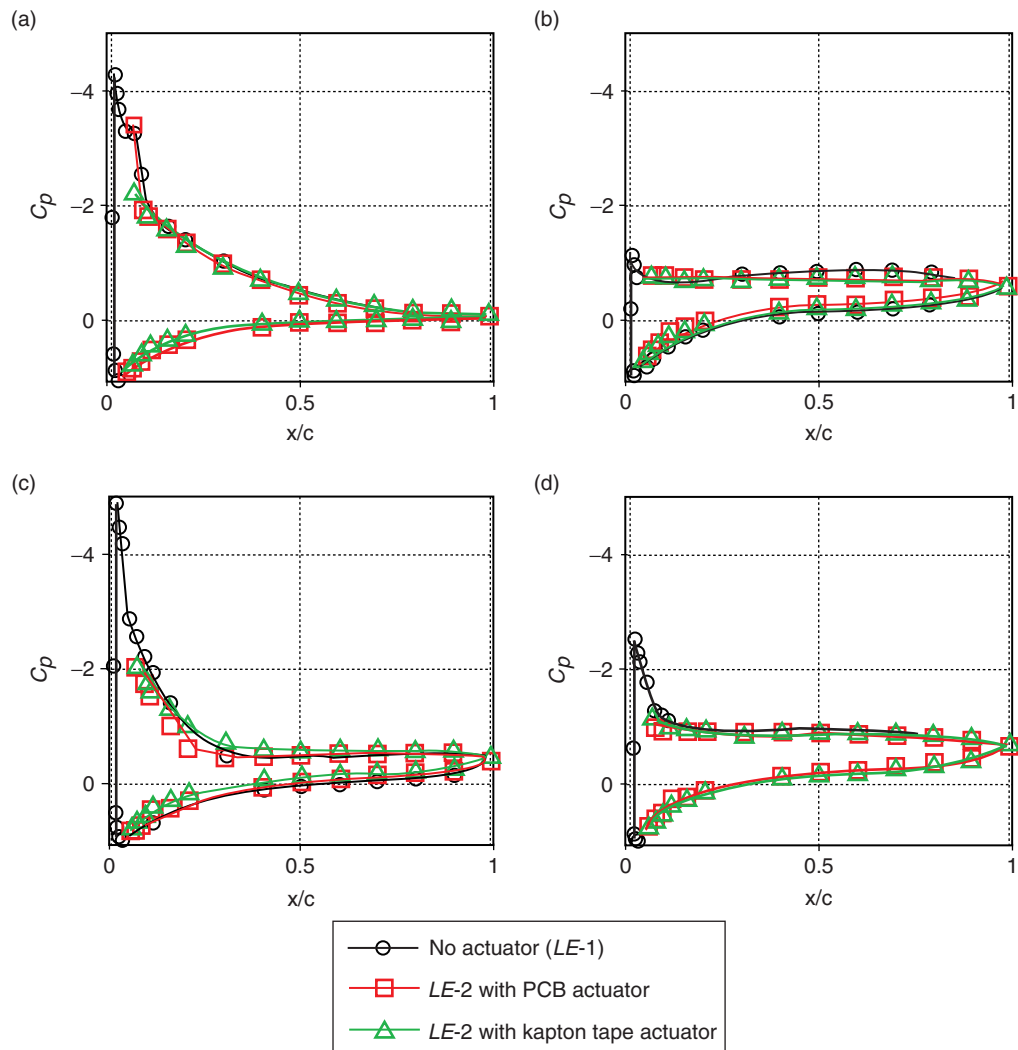 (a)
(b)
−4
−2
0
Cp
0
0.5
1
x/c
−4
−2
0
Cp
0
0.5
1
x/c
(c)
(d)
−4
−2
0
Cp
0
0.5
1
x/c
−4
−2
0
Cp
0
0.5
1
x/c
No actuator (LE-1)
LE-2 with PCB actuator
LE-2 with kapton tape actuator